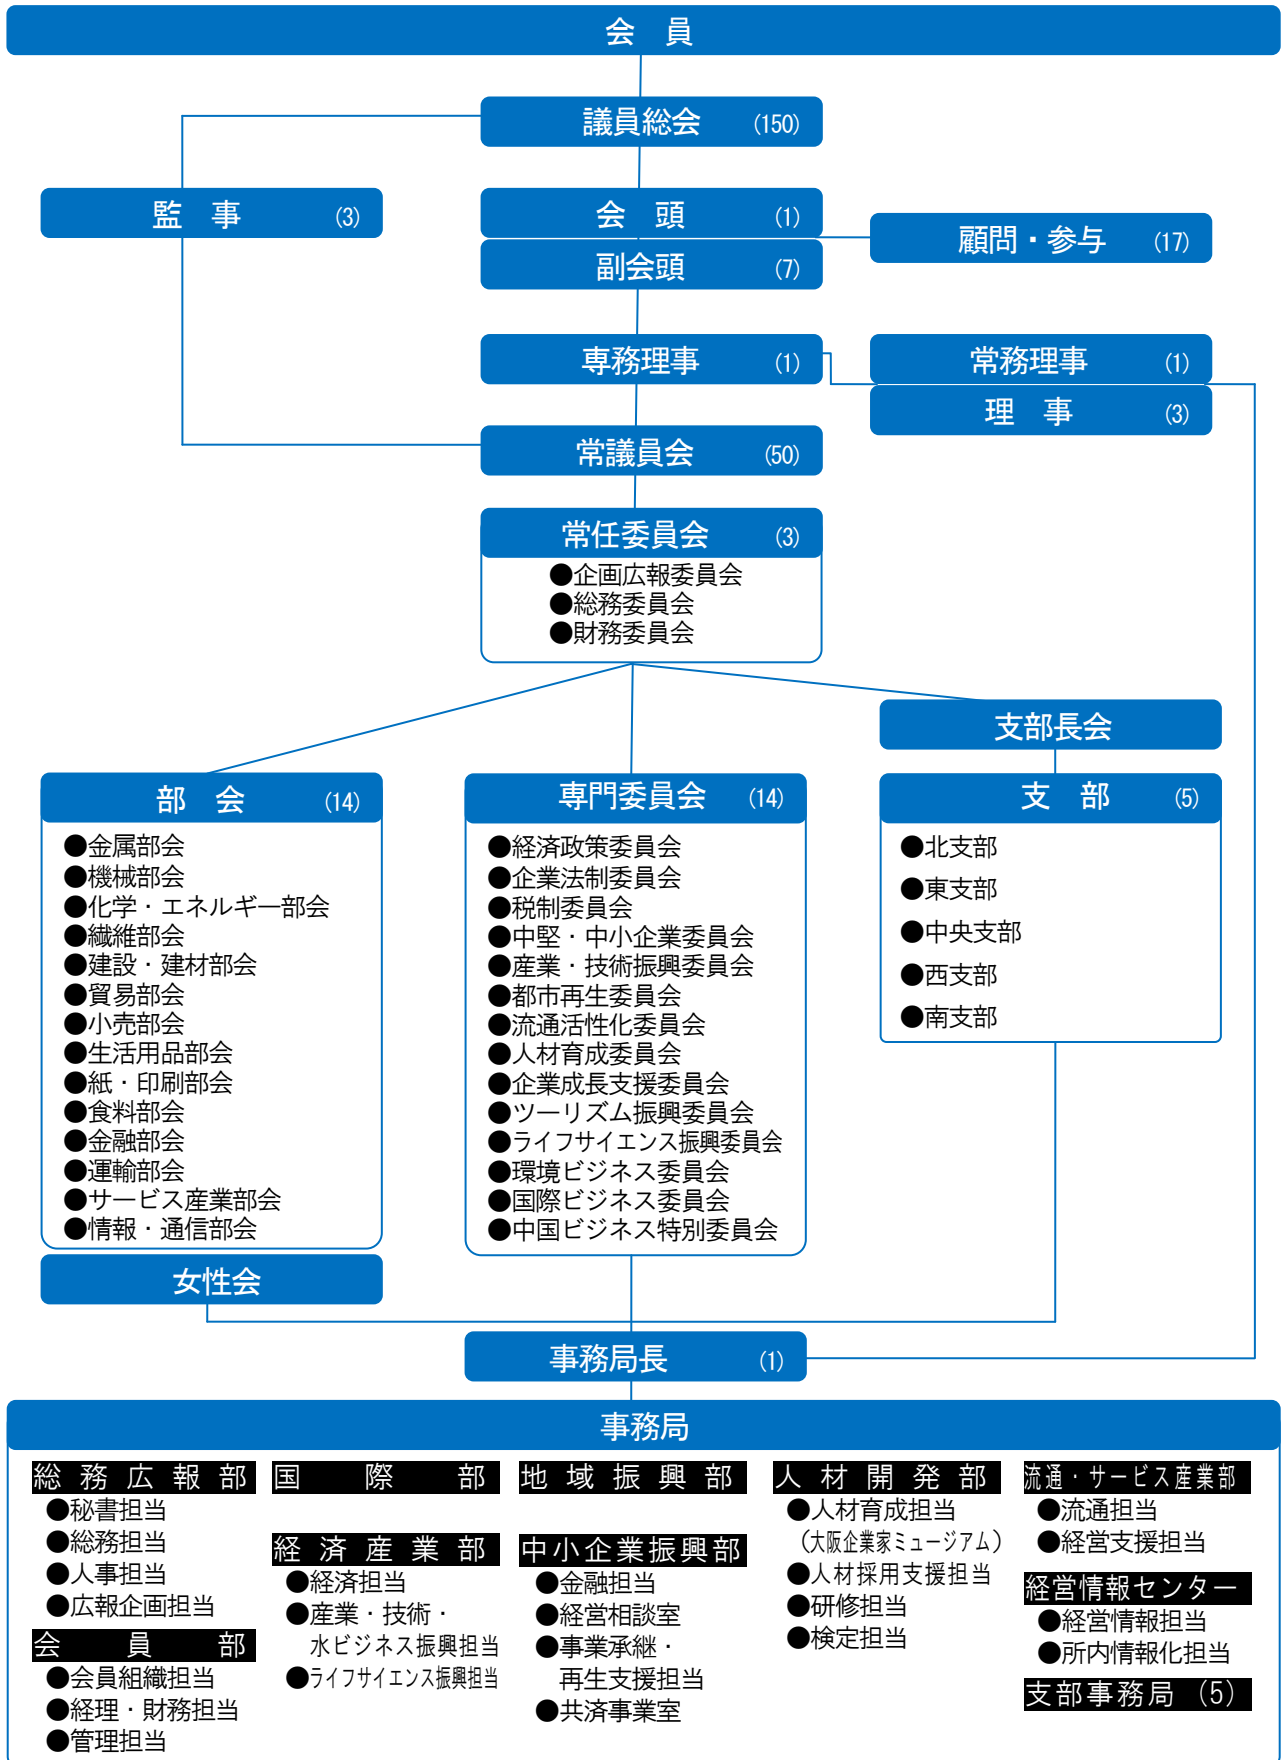 会　員
議員総会 (150)
監　事 (3)
会　頭 (1)
顧問・参与 (17)
副会頭 (7)
専務理事 (1)
常務理事 (1)
理　事 (3)
常議員会 (50)
常任委員会 (3)
●企画広報委員会
●総務委員会
●財務委員会
支部長会
部　会 (14)
●金属部会
●機械部会
●化学・エネルギー部会
●繊維部会
●建設・建材部会
●貿易部会
●小売部会
●生活用品部会
●紙・印刷部会
●食料部会
●金融部会
●運輸部会
●サービス産業部会
●情報・通信部会
女性会
専門委員会 (14)
●経済政策委員会
●企業法制委員会
●税制委員会
●中堅・中小企業委員会
●産業・技術振興委員会
●都市再生委員会
●流通活性化委員会
●人材育成委員会
●企業成長支援委員会
●ツーリズム振興委員会
●ライフサイエンス振興委員会
●環境ビジネス委員会
●国際ビジネス委員会
●中国ビジネス特別委員会
支　部 (5)
●北支部
●東支部
●中央支部
●西支部
●南支部
事務局長 (1)
事務局
総務広報部
●秘書担当
●総務担当
●人事担当
●広報企画担当
会員部
●会員組織担当
●経理・財務担当
●管理担当
国際部
経済産業部
●経済担当
●産業・技術・
水ビジネス振興担当
●ライフサイエンス振興担当
地域振興部
中小企業振興部
●金融担当
●経営相談室
●事業承継・
再生支援担当
●共済事業室
人材開発部
●人材育成担当
（大阪企業家ミュージアム）
●人材採用支援担当
●研修担当
●検定担当
流通・サービス産業部
●流通担当
●経営支援担当
経営情報センター
●経営情報担当
●所内情報化担当
支部事務局（5）